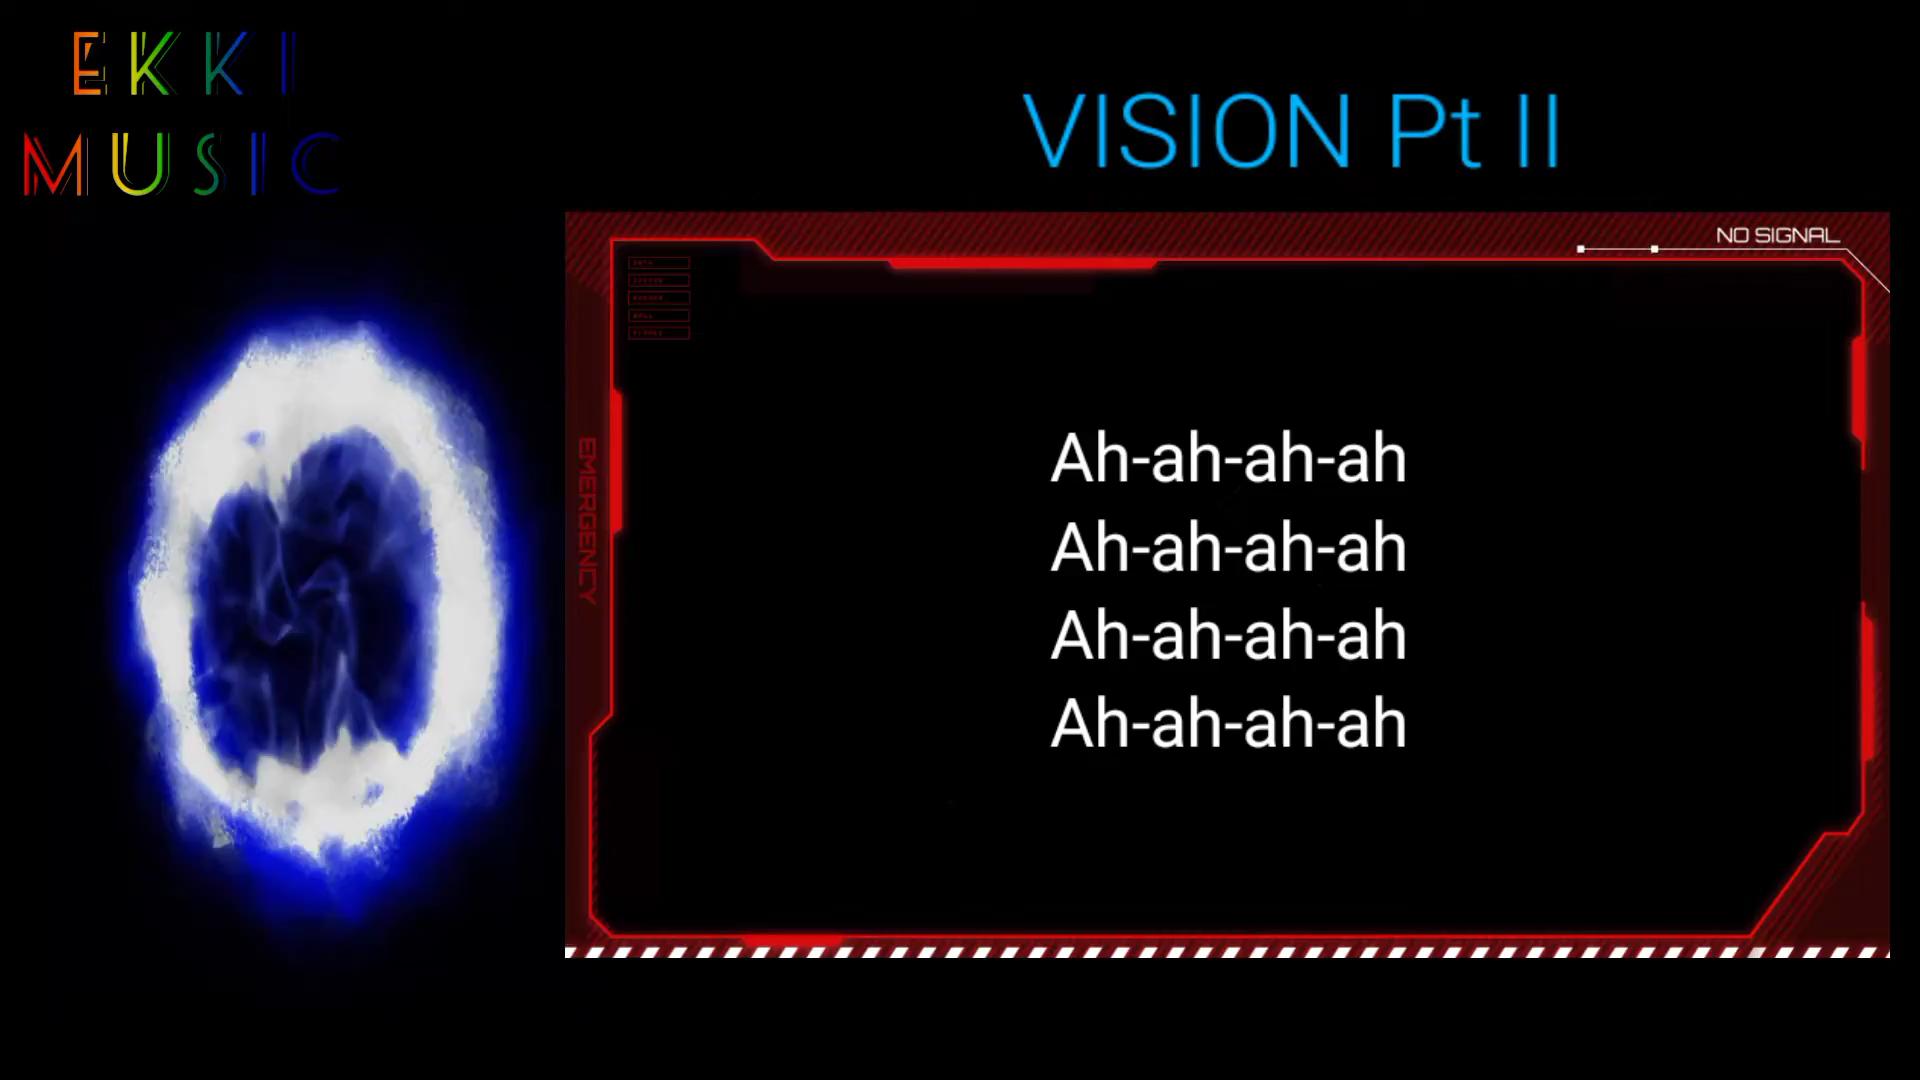 EKKI
MUSIC
VISION Pt II
NO SIGNAL
EMERGENCY
Ah-ah-ah-ah
Ah-ah-ah-ah
Ah-ah-ah-ah
Ah-ah-ah-ah